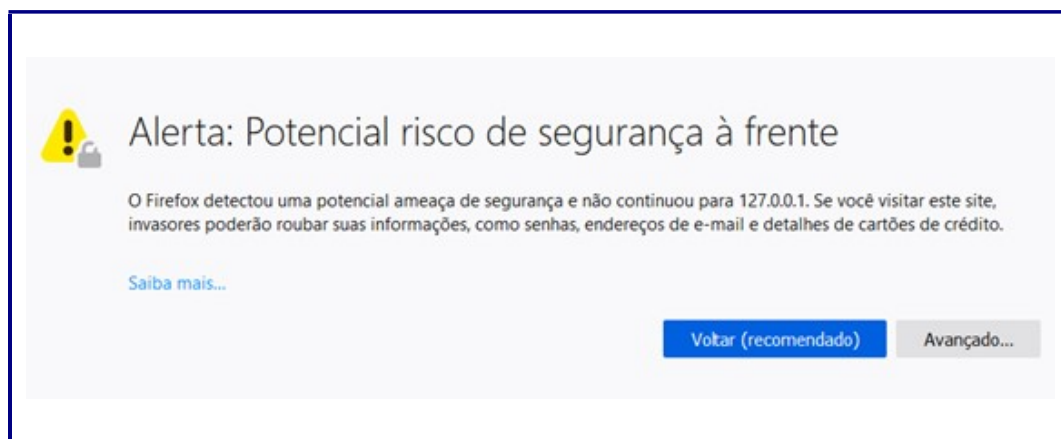 Alerta: Potencial risco de segurança à frente
O Firefox detectou uma potencial ameaça de segurança e não continuou para 127.0.0.1. Se você visitar este site,
invasores poderão roubar suas informações, como senhas, endereços de e-mail e detalhes de cartões de crédito.
Saiba mais...
Voltar (recomendado) Avançado...